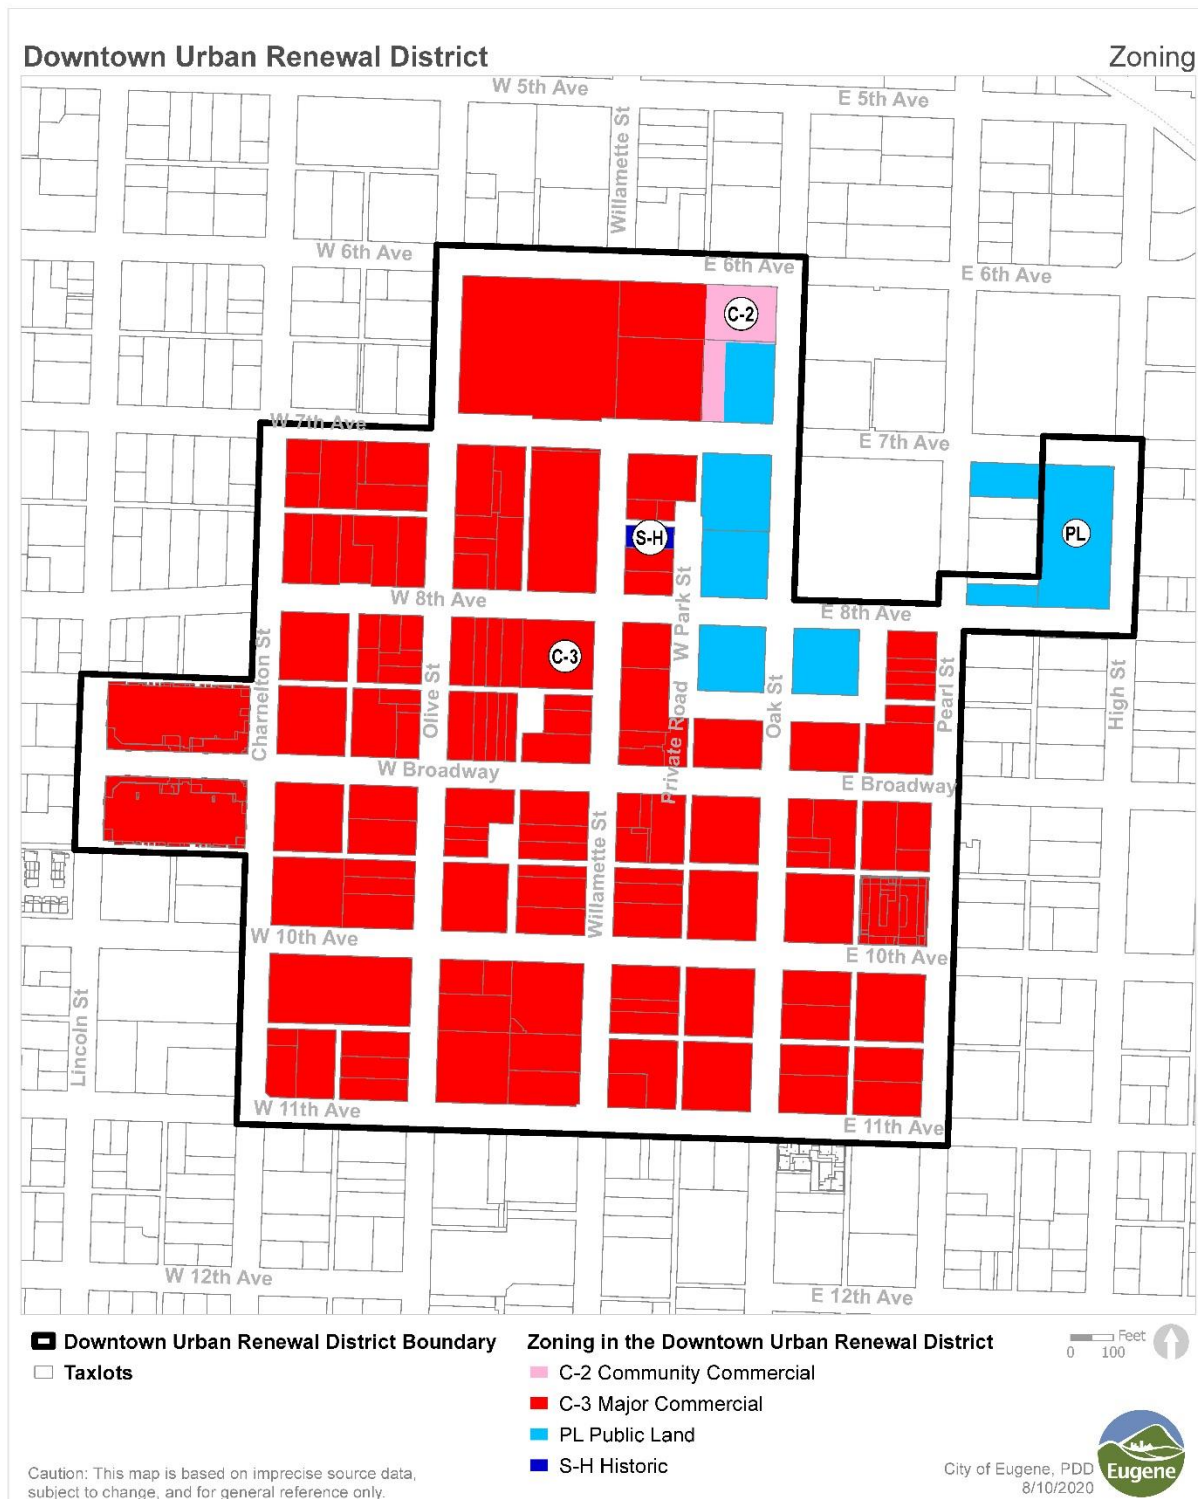 Downtown Urban Renewal District
Zoning
W 5th Ave
E 5th Ave
Willamette St
W 6th Ave
E 6th Ave
E 6th Ave
C-2
W 7th Ave
E 7th Ave
PL
S-H
W 8th Ave
E 8th Ave
W Park St
C-3
Charnelton St
Olive St
Private Road
Oak St
Pearl St
High St
W Broadway
E Broadway
Willamette St
W 10th Ave
E 10th Ave
Lincoln St
W 11th Ave
E 11th Ave
W 12th Ave
E 12th Ave
Downtown Urban Renewal District Boundary
Taxlots
Zoning in the Downtown Urban Renewal District
C-2 Community Commercial
C-3 Major Commercial
PL Public Land
S-H Historic
Feet
0 100
Caution: This map is based on imprecise source data,
subject to change, and for general reference only.
City of Eugene, PDD
8/10/2020
Eugene